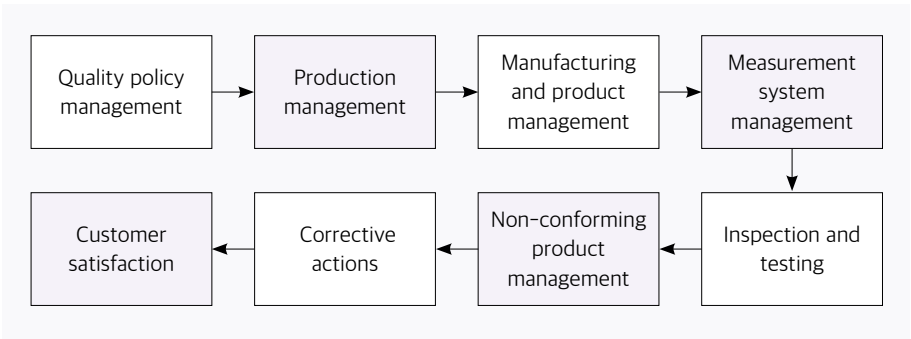 Quality policy
management
Production
management
Manufacturing
and product
management
Measurement
system
management
Customer
satisfaction
Corrective
actions
Non-conforming
product
management
Inspection and
testing